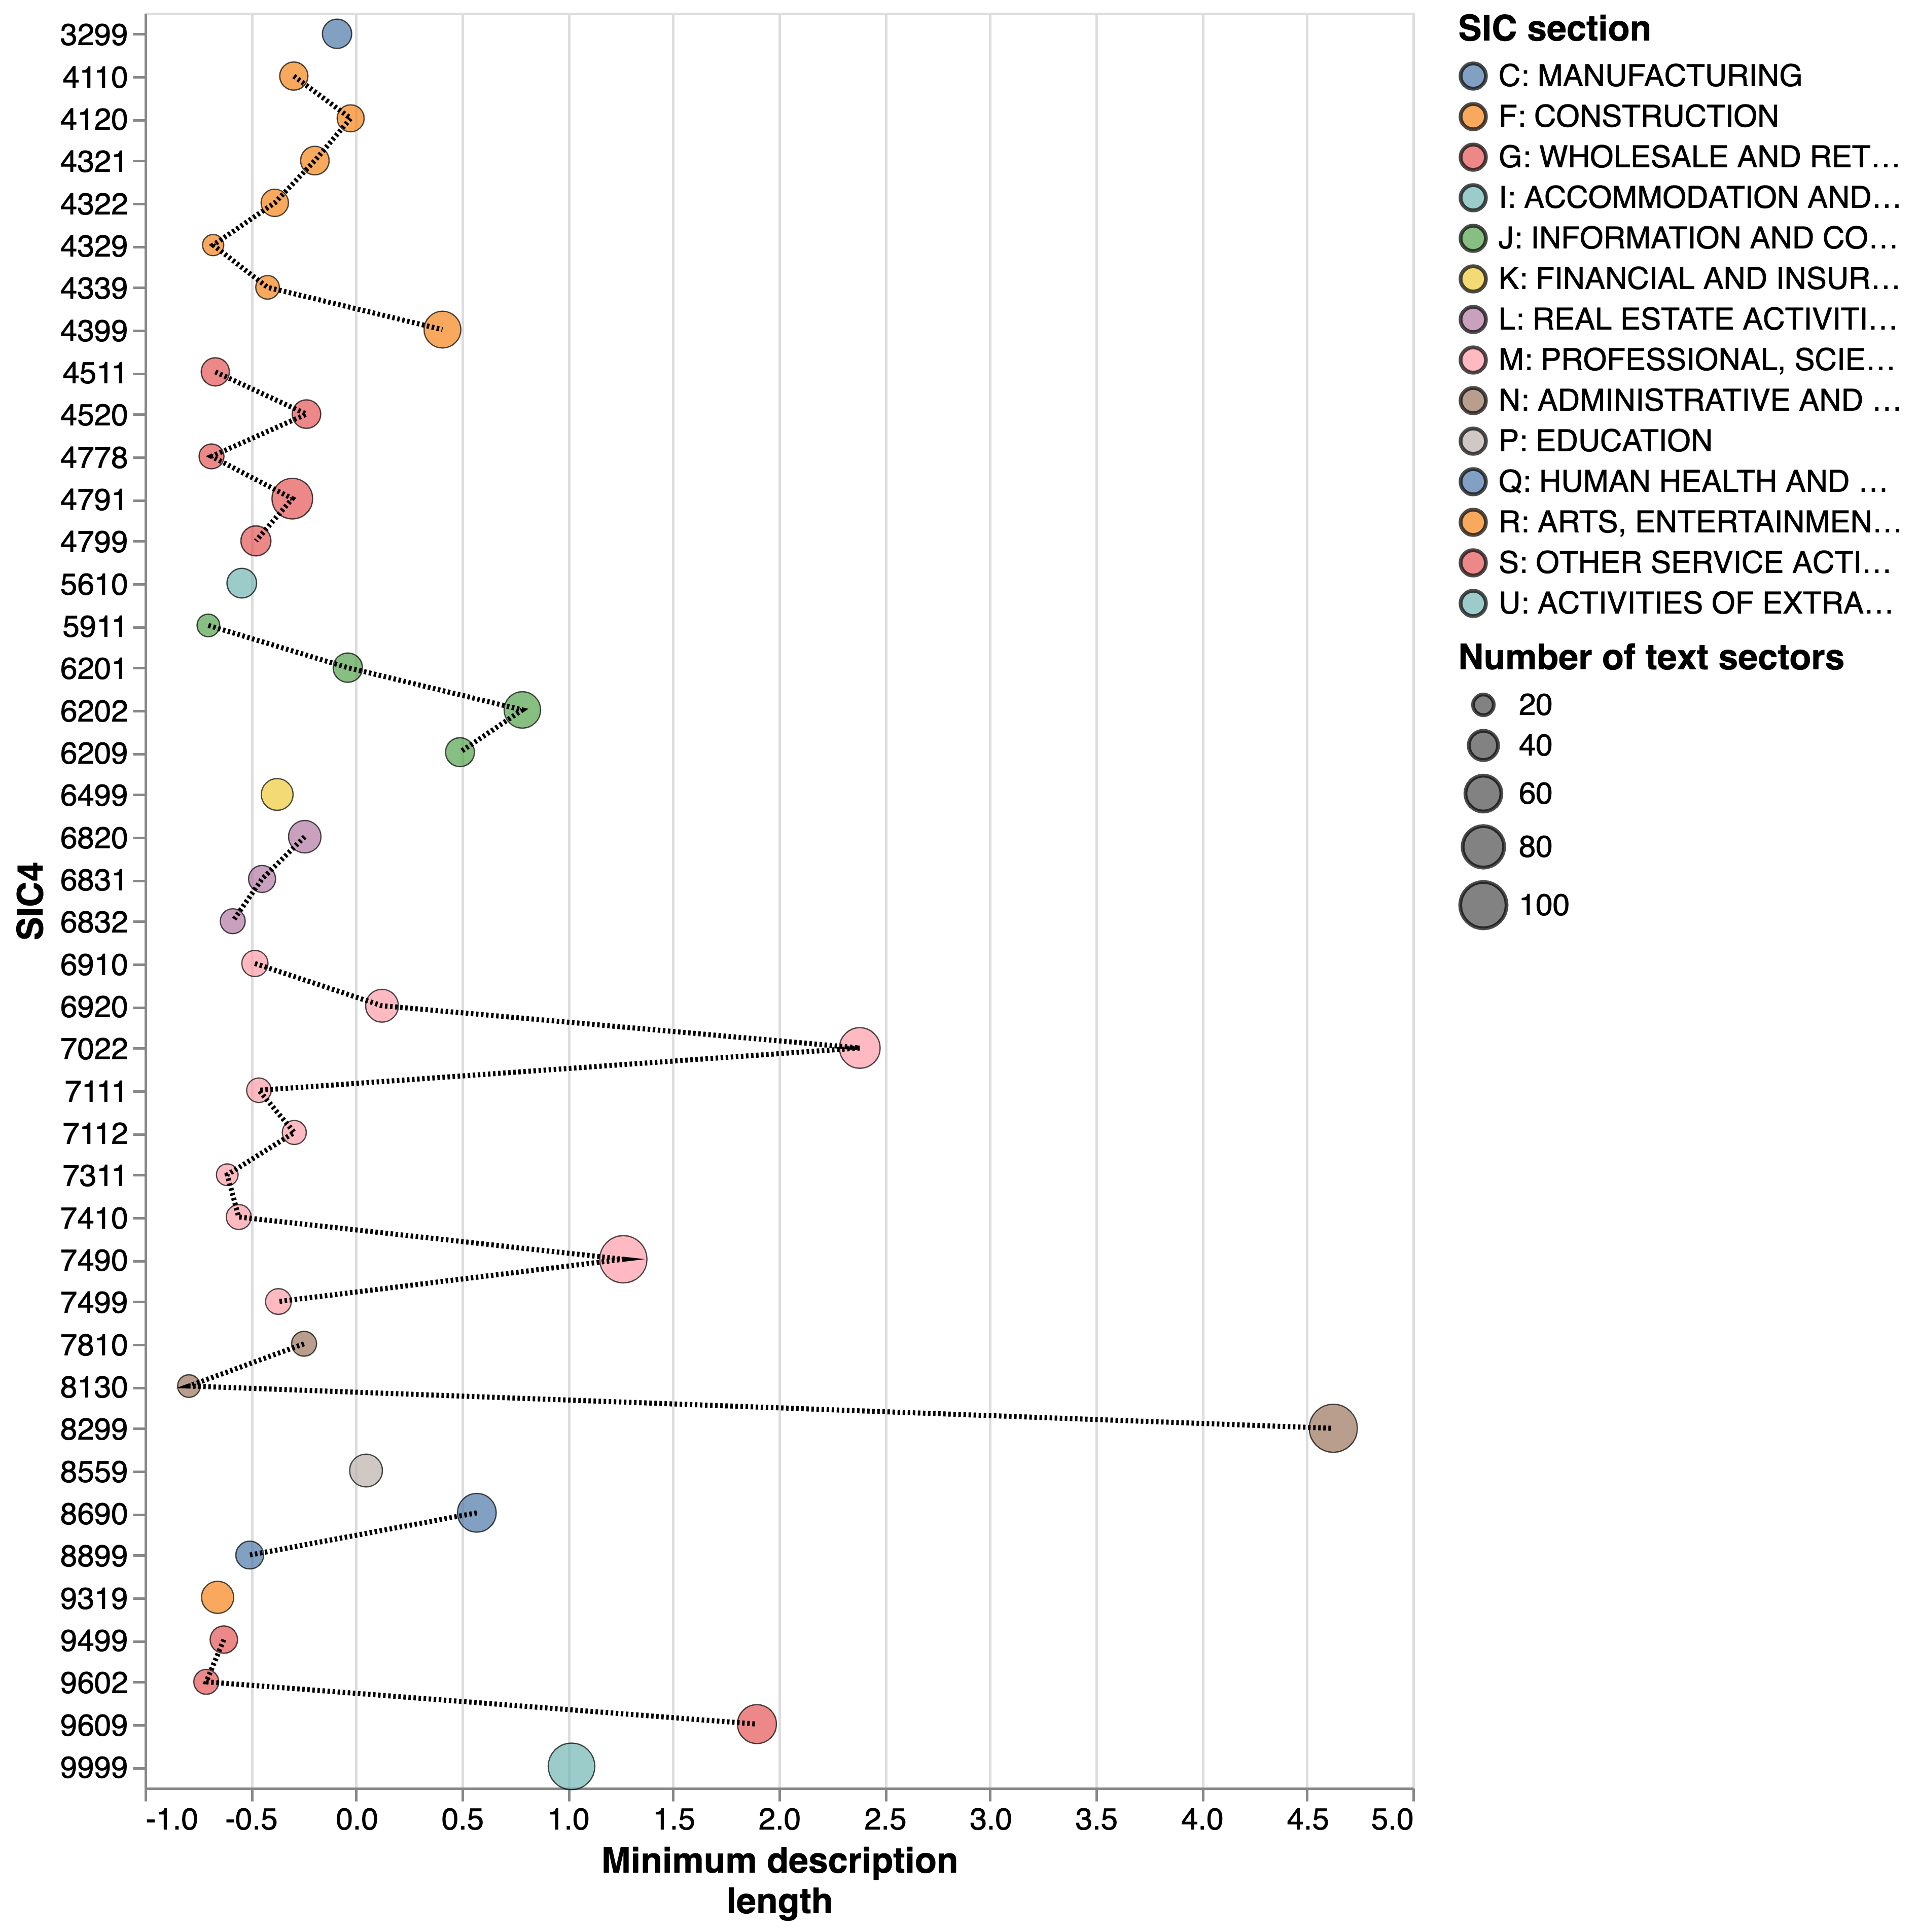 3299
4110
4120
4321
4322
4329
4339
4399
4511
4520
4778
4791
4799
5610
5911
6201
6202
6209
6499
6820
6831
6832
6910
6920
7022
7111
7112
7311
7410
7490
7499
7810
8130
8299
8559
8690
8899
9319
9499
9602
9609
9999
SIC4
-1.0 -0.5 0.0 0.5 1.0 1.5 2.0 2.5 3.0 3.5 4.0 4.5 5.0
Minimum description
length
SIC section
C: MANUFACTURING
F: CONSTRUCTION
G: WHOLESALE AND RET…
I: ACCOMMODATION AND…
J: INFORMATION AND CO…
K: FINANCIAL AND INSUR…
L: REAL ESTATE ACTIVITI…
M: PROFESSIONAL, SCIE…
N: ADMINISTRATIVE AND …
P: EDUCATION
Q: HUMAN HEALTH AND …
R: ARTS, ENTERTAINMEN…
S: OTHER SERVICE ACTI…
U: ACTIVITIES OF EXTRA…
Number of text sectors
20
40
60
80
100